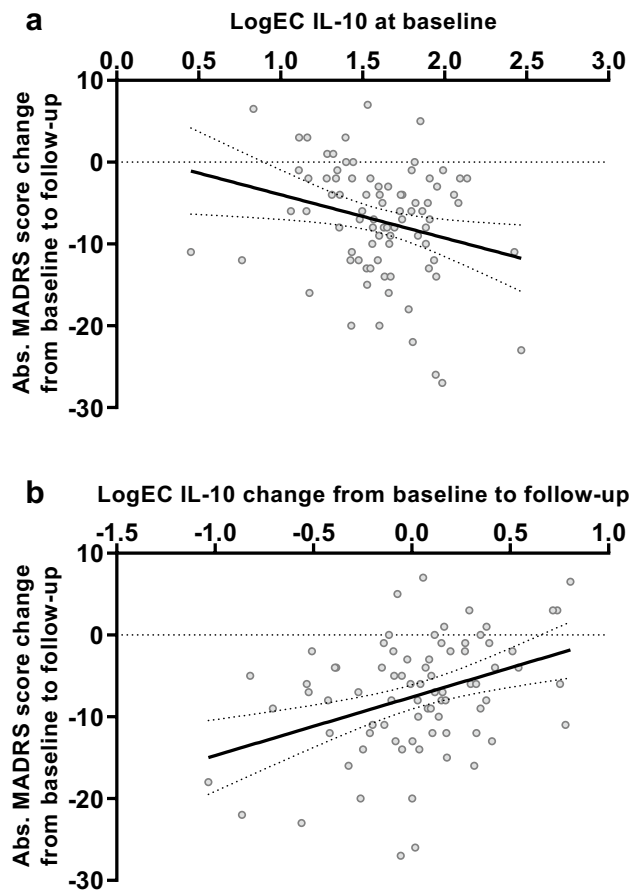 a
LogEC IL-10 at baseline
0.0 0.5 1.0 1.5 2.0 2.5 3.0
10
0
-10
-20
-30
Abs. MADRS score change
from baseline to follow-up
b
LogEC IL-10 change from baseline to follow-up
-1.5 -1.0 -0.5 0.0 0.5 1.0
10
0
-10
-20
-30
Abs. MADRS score change
from baseline to follow-up